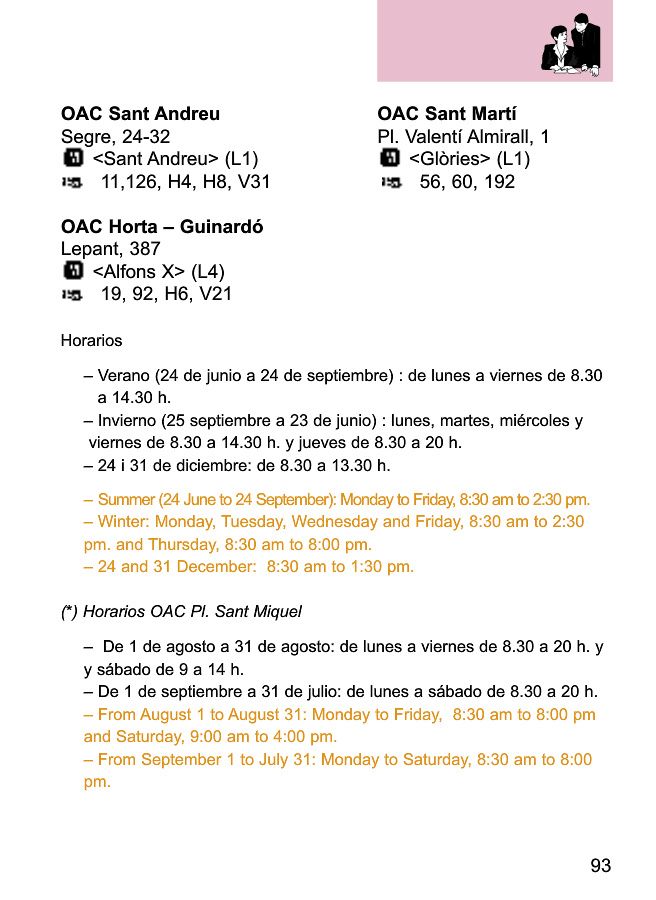 OAC Sant Andreu
Segre, 24-32
<Sant Andreu> (L1)
11,126, H4, H8, V31
OAC Sant Martí
Pl. Valentí Almirall, 1
<Glòries> (L1)
56, 60, 192
OAC Horta – Guinardó
Lepant, 387
<Alfons X> (L4)
19, 92, H6, V21
Horarios
– Verano (24 de junio a 24 de septiembre) : de lunes a viernes de 8.30
a 14.30 h.
– Invierno (25 septiembre a 23 de junio) : lunes, martes, miércoles y
viernes de 8.30 a 14.30 h. y jueves de 8.30 a 20 h.
– 24 i 31 de diciembre: de 8.30 a 13.30 h.
– Summer (24 June to 24 September): Monday to Friday, 8:30 am to 2:30 pm.
– Winter: Monday, Tuesday, Wednesday and Friday, 8:30 am to 2:30
pm. and Thursday, 8:30 am to 8:00 pm.
– 24 and 31 December:  8:30 am to 1:30 pm.
(*) Horarios OAC Pl. Sant Miquel
–  De 1 de agosto a 31 de agosto: de lunes a viernes de 8.30 a 20 h. y
y sábado de 9 a 14 h.
– De 1 de septiembre a 31 de julio: de lunes a sábado de 8.30 a 20 h.
– From August 1 to August 31: Monday to Friday,  8:30 am to 8:00 pm
and Saturday, 9:00 am to 4:00 pm.
– From September 1 to July 31: Monday to Saturday, 8:30 am to 8:00
pm.
93